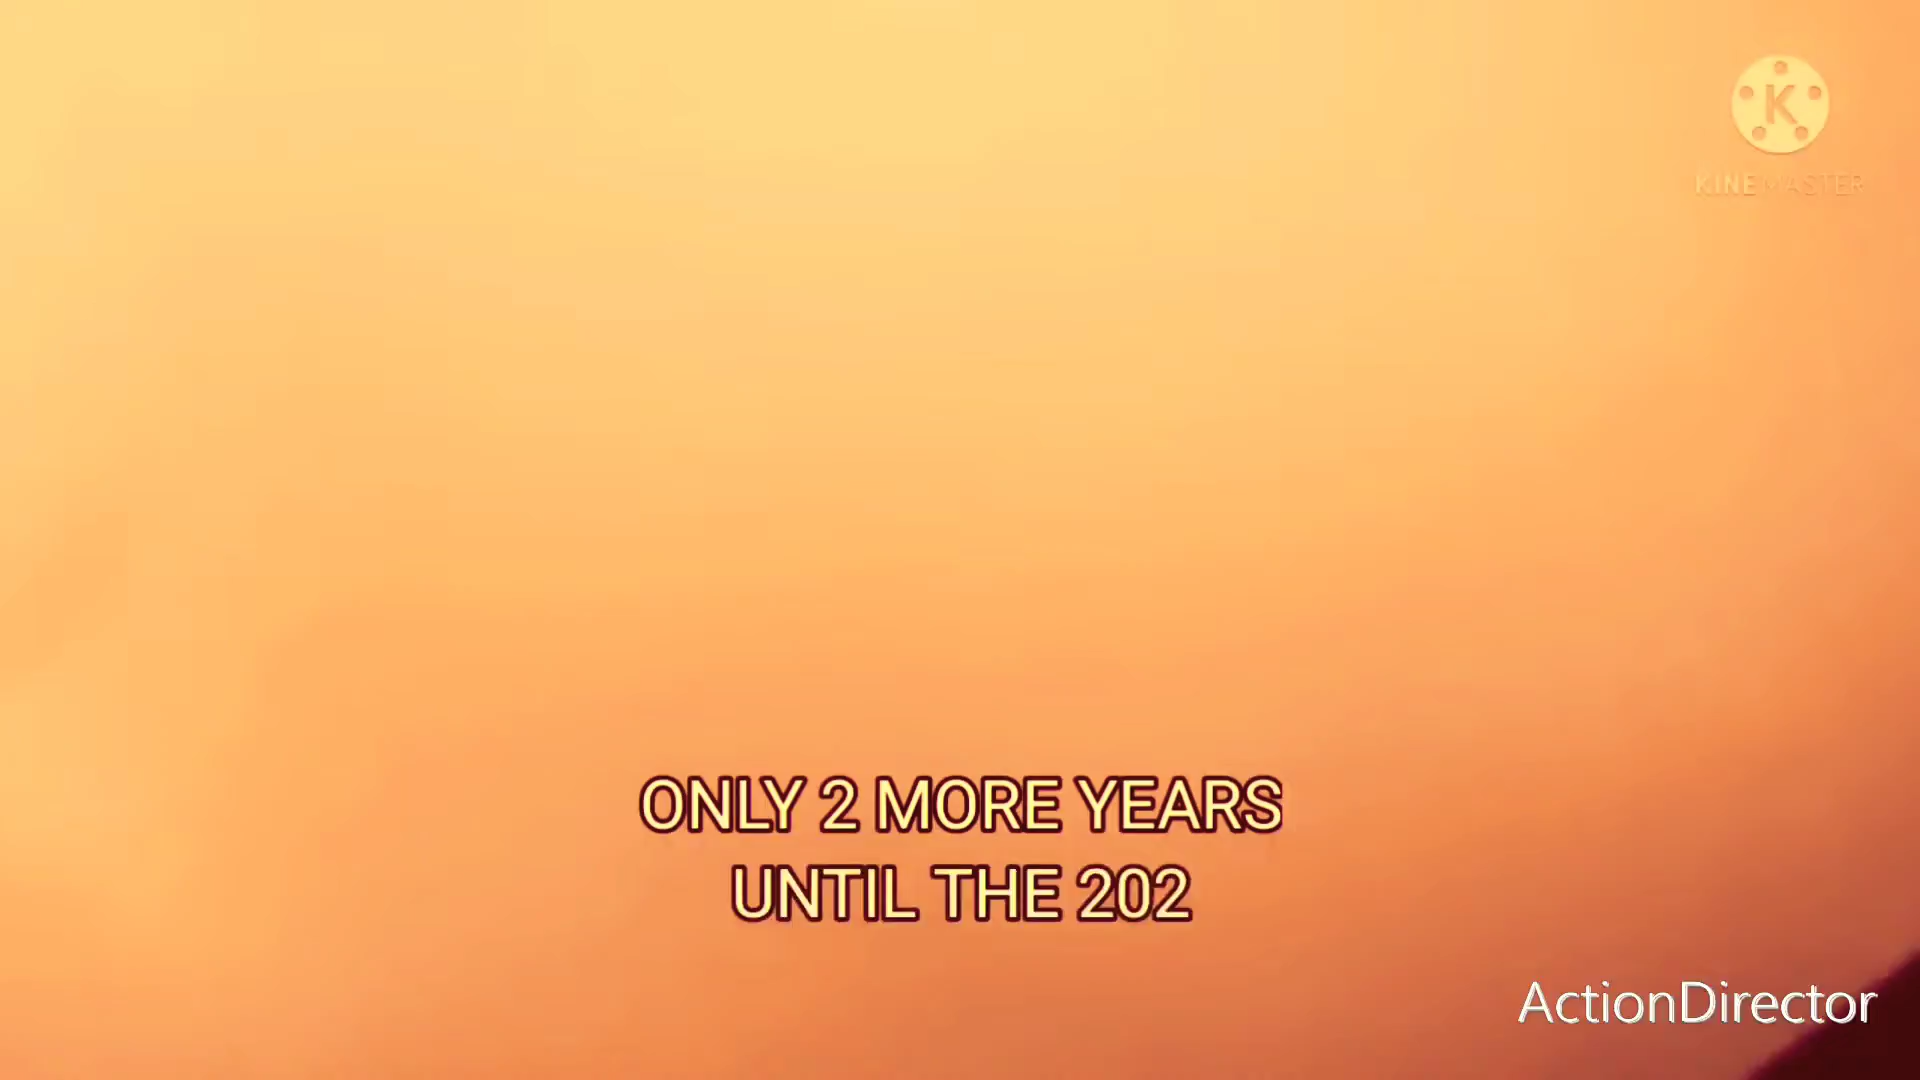 K
KINEMASTER
ONLY 2 MORE YEARS
UNTIL THE 202
ActionDirector